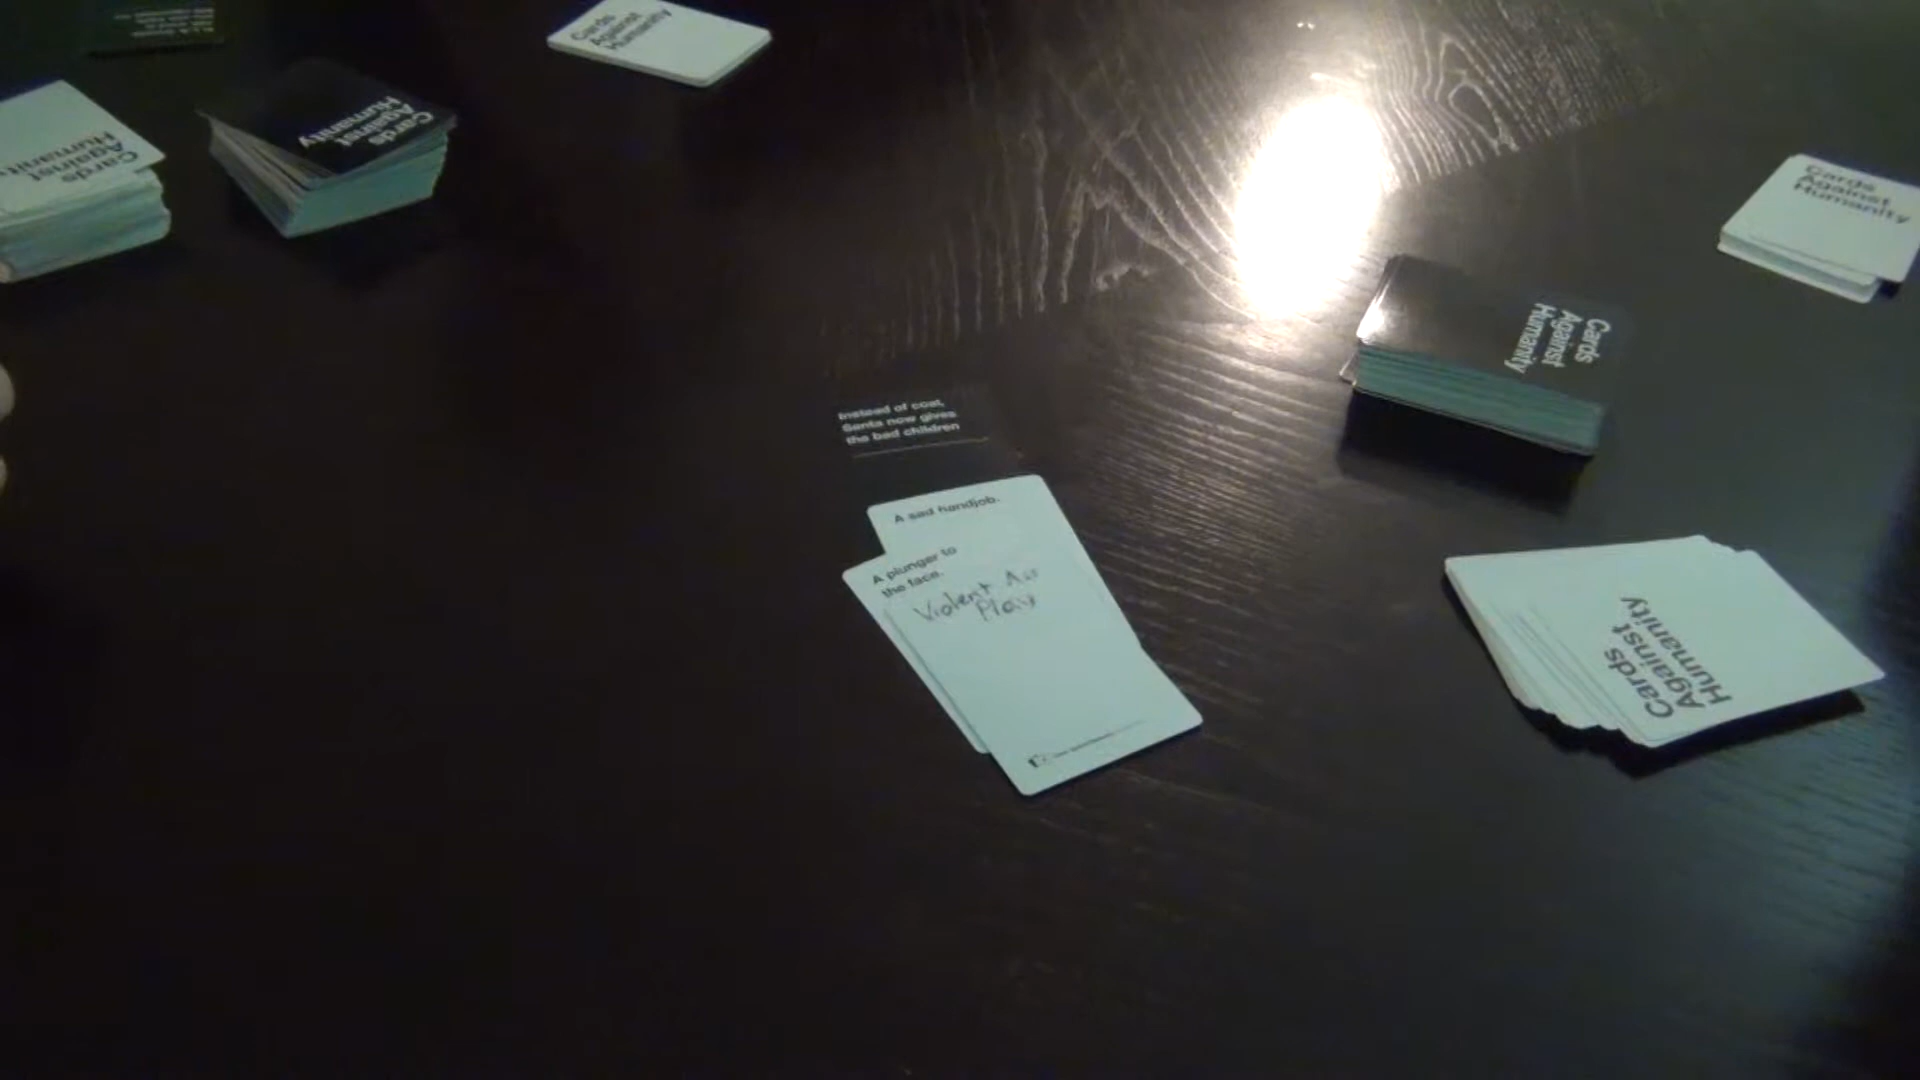 Cards
Against
Humanity
Cards
Against
Humanity
Cards
Against
Humanity
Cards
Against
Humanity
Cards
Against
Humanity
Instead of coal,
Santa now gives
the bad children
A sad handjob.
A plunger to
the face.
Violent
Play
Cards
Against
Humanity